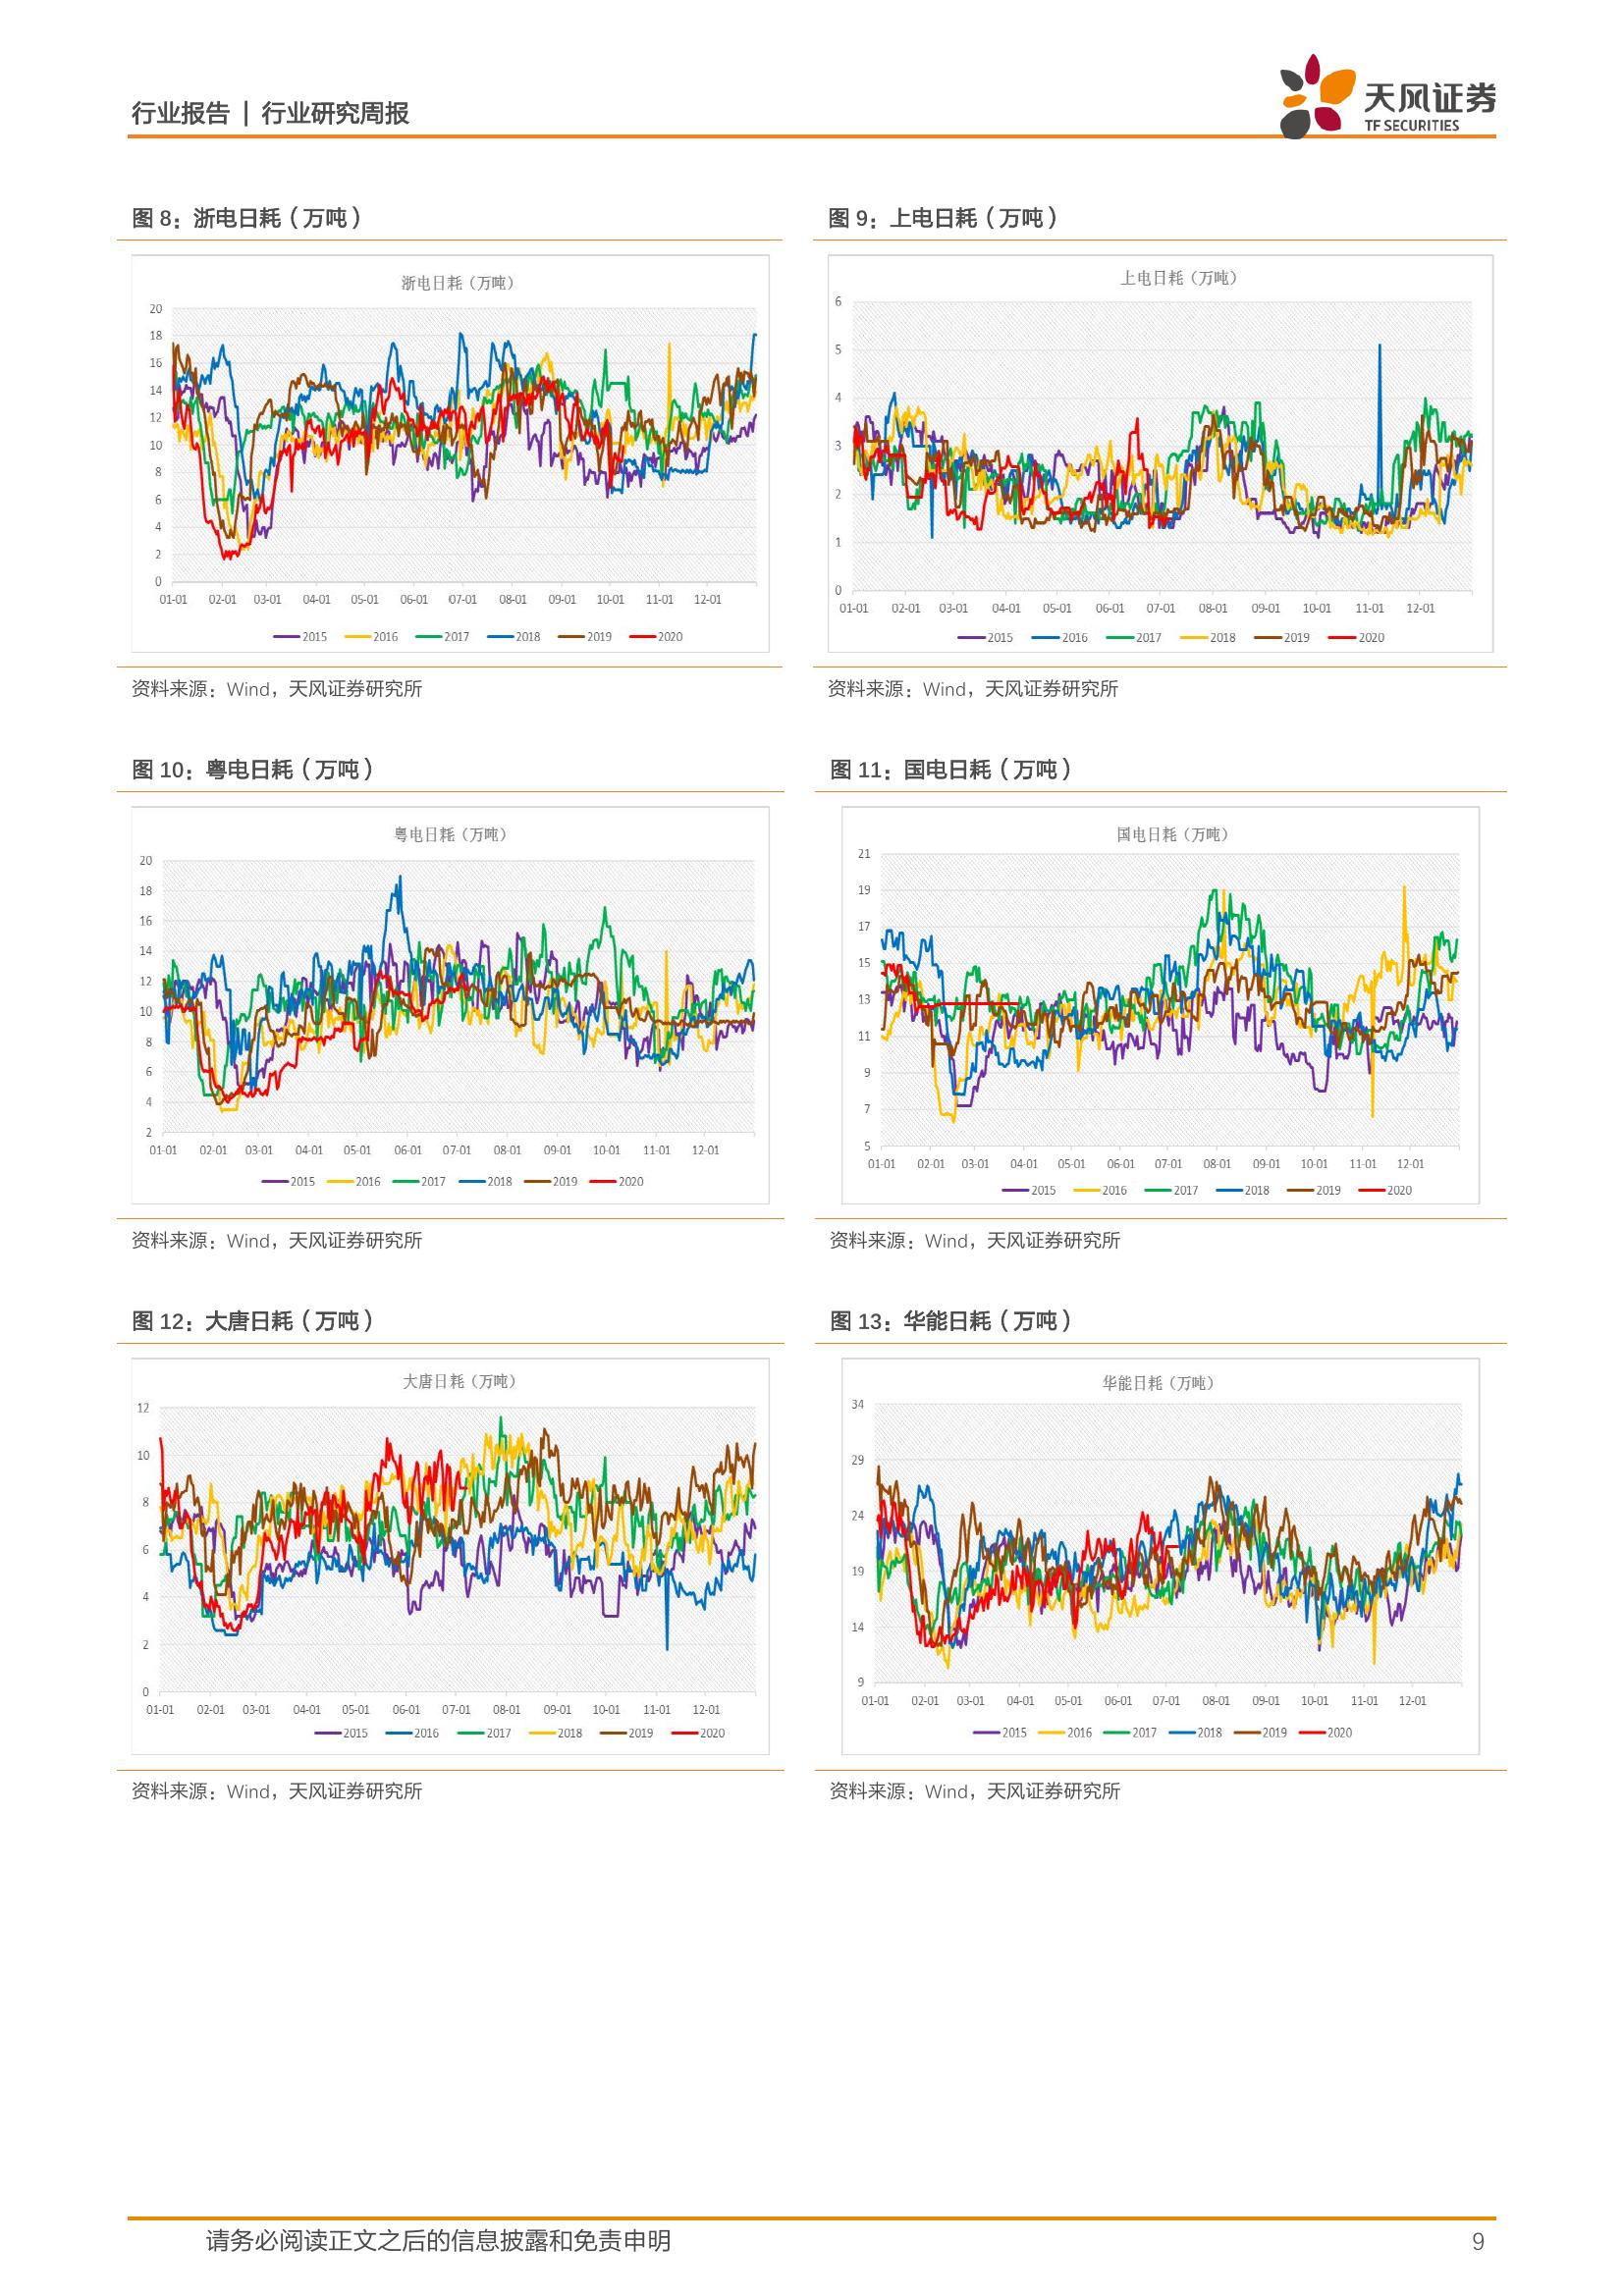 行业报告 | 行业研究周报
天风证券
TF SECURITIES
图 8：浙电日耗（万吨）
浙电日耗（万吨）
20
18
16
14
12
10
8
6
4
2
0
01-01 02-01 03-01 04-01 05-01 06-01 07-01 08-01 09-01 10-01 11-01 12-01
2015 2016 2017 2018 2019 2020
资料来源：Wind，天风证券研究所
图 9：上电日耗（万吨）
上电日耗（万吨）
6
5
4
3
2
1
0
01-01 02-01 03-01 04-01 05-01 06-01 07-01 08-01 09-01 10-01 11-01 12-01
2015 2016 2017 2018 2019 2020
资料来源：Wind，天风证券研究所
图 10：粤电日耗（万吨）
粤电日耗（万吨）
20
18
16
14
12
10
8
6
4
2
01-01 02-01 03-01 04-01 05-01 06-01 07-01 08-01 09-01 10-01 11-01 12-01
2015 2016 2017 2018 2019 2020
资料来源：Wind，天风证券研究所
图 11：国电日耗（万吨）
国电日耗（万吨）
21
19
17
15
13
11
9
7
5
01-01 02-01 03-01 04-01 05-01 06-01 07-01 08-01 09-01 10-01 11-01 12-01
2015 2016 2017 2018 2019 2020
资料来源：Wind，天风证券研究所
图 12：大唐日耗（万吨）
大唐日耗（万吨）
12
10
8
6
4
2
0
01-01 02-01 03-01 04-01 05-01 06-01 07-01 08-01 09-01 10-01 11-01 12-01
2015 2016 2017 2018 2019 2020
资料来源：Wind，天风证券研究所
图 13：华能日耗（万吨）
华能日耗（万吨）
34
29
24
19
14
9
01-01 02-01 03-01 04-01 05-01 06-01 07-01 08-01 09-01 10-01 11-01 12-01
2015 2016 2017 2018 2019 2020
资料来源：Wind，天风证券研究所
请务必阅读正文之后的信息披露和免责申明
9